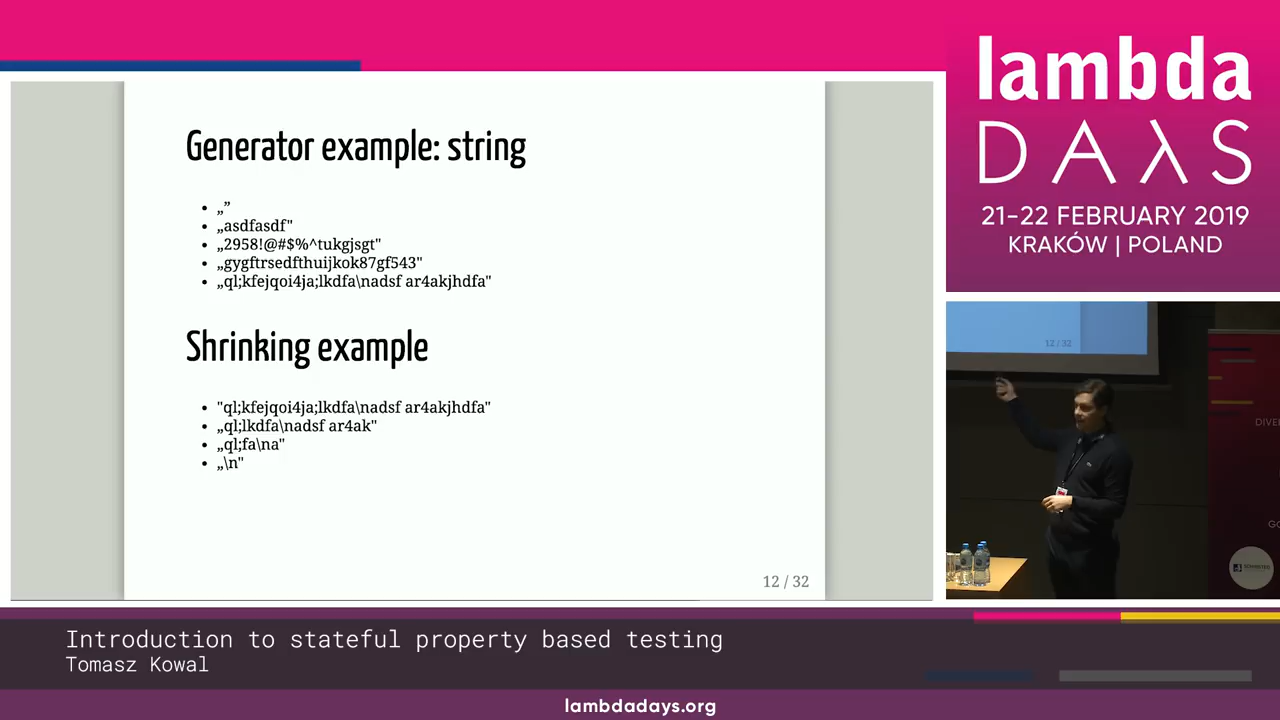 lambda
DAλS
21-22 FEBRUARY 2019
KRAKÓW | POLAND
Generator example: string
• „”
• „asdfasdf"
• „2958!@#$%^tukgjsgt"
• „gygftrsedfthuijkok87gf543"
• „ql;kfejqoi4ja;lkdfa\nadsf ar4akjhdfa"
Shrinking example
• "ql;kfejqoi4ja;lkdfa\nadsf ar4akjhdfa"
• „ql;lkdfa\nadsf ar4ak"
• „ql;fa\na"
• „\n"
12 / 32
12 / 32
Introduction to stateful property based testing
Tomasz Kowal
lambdadays.org